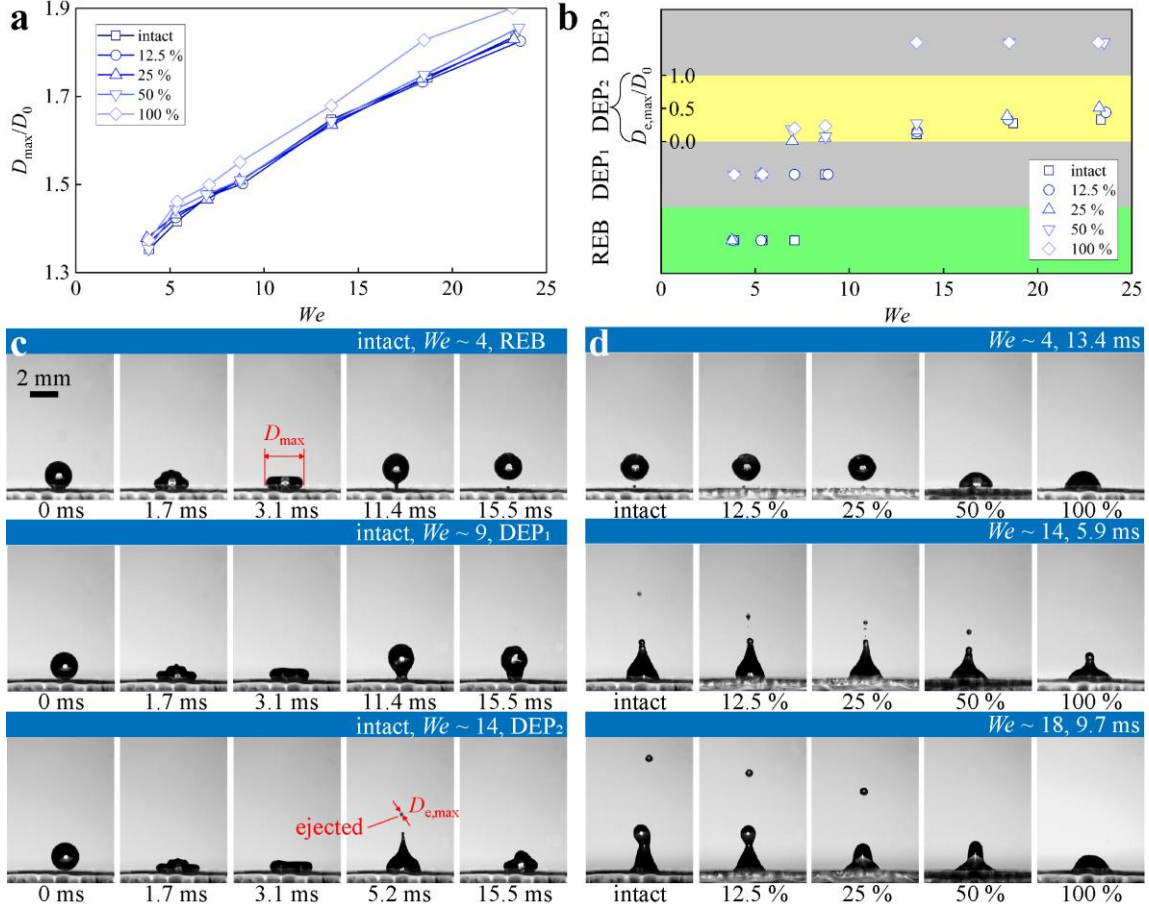 a
1.9
1.7
1.5
1.3
D_max/D_0
intact
12.5 %
25 %
50 %
100 %
0 5 10 15 20 25
We
b
DEP₃
DEP₂
DEP₁
REB
D_e,max/D_0
1.0
0.5
0.0
intact
12.5 %
25 %
50 %
100 %
0 5 10 15 20 25
We
c
intact, We ~ 4, REB
2 mm
D_max
0 ms 1.7 ms 3.1 ms 11.4 ms 15.5 ms
intact, We ~ 9, DEP₁
0 ms 1.7 ms 3.1 ms 11.4 ms 15.5 ms
intact, We ~ 14, DEP₂
D_e,max
ejected
0 ms 1.7 ms 3.1 ms 5.2 ms 15.5 ms
d
We ~ 4, 13.4 ms
intact 12.5 % 25 % 50 % 100 %
We ~ 14, 5.9 ms
intact 12.5 % 25 % 50 % 100 %
We ~ 18, 9.7 ms
intact 12.5 % 25 % 50 % 100 %